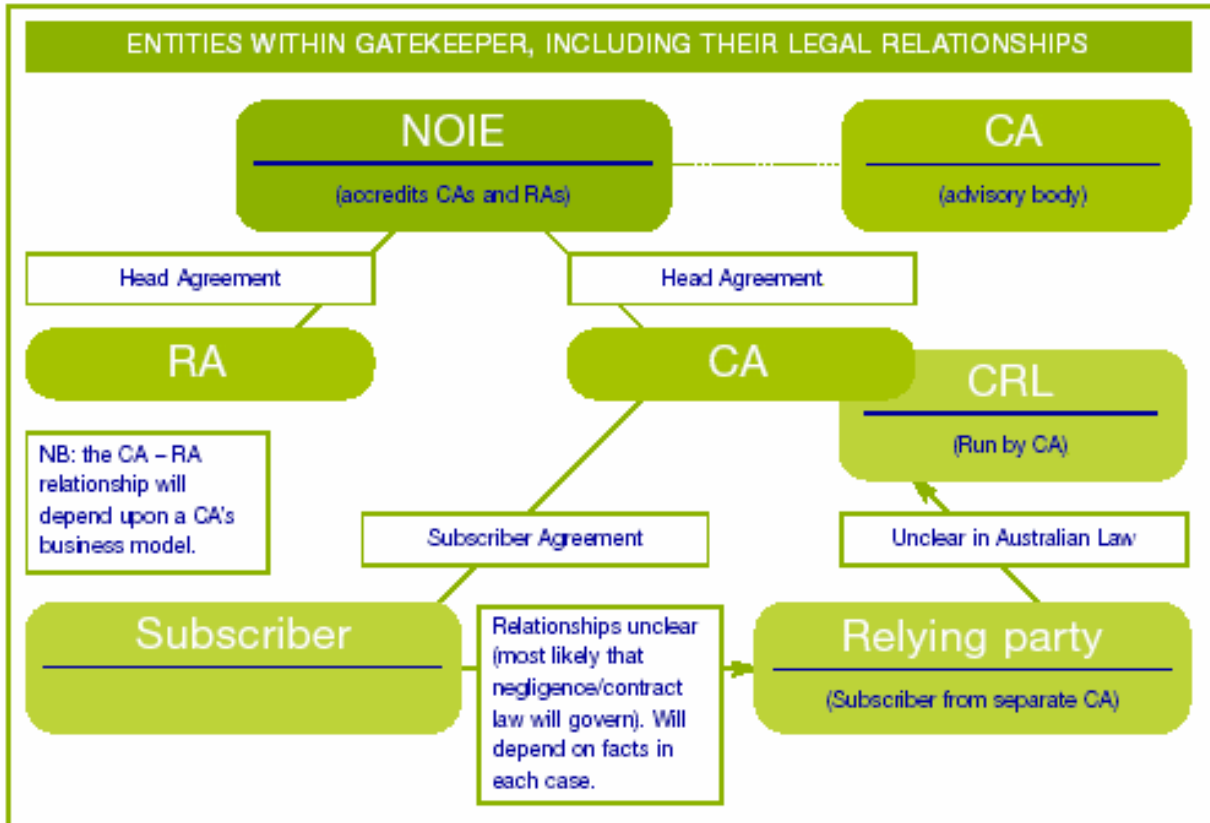 ENTITIES WITHIN GATEKEEPER, INCLUDING THEIR LEGAL RELATIONSHIPS
NOIE
(accredits CAs and RAs)
CA
(advisory body)
Head Agreement
Head Agreement
RA
CA
CRL
(Run by CA)
NB: the CA – RA
relationship will
depend upon a CA's
business model.
Subscriber Agreement
Unclear in Australian Law
Subscriber
Relationships unclear
(most likely that
negligence/contract
law will govern). Will
depend on facts in
each case.
Relying party
(Subscriber from separate CA)